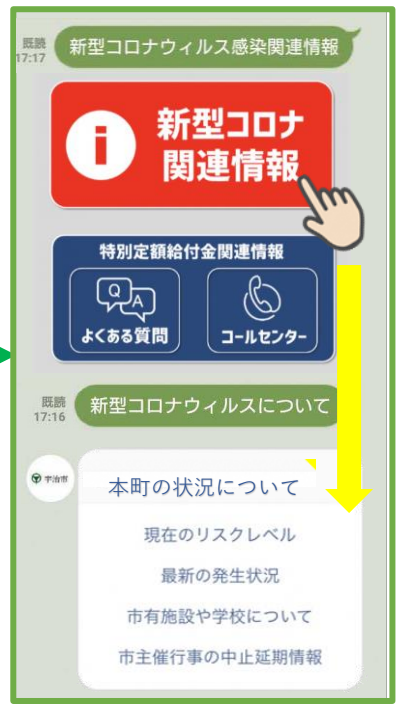 既読
17:17
新型コロナウィルス感染関連情報
i
新型コロナ
関連情報
特別定額給付金関連情報
Q
A
よくある質問
コールセンター
既読
17:16
新型コロナウィルスについて
宇治市
本町の状況について
現在のリスクレベル
最新の発生状況
市有施設や学校について
市主催行事の中止延期情報